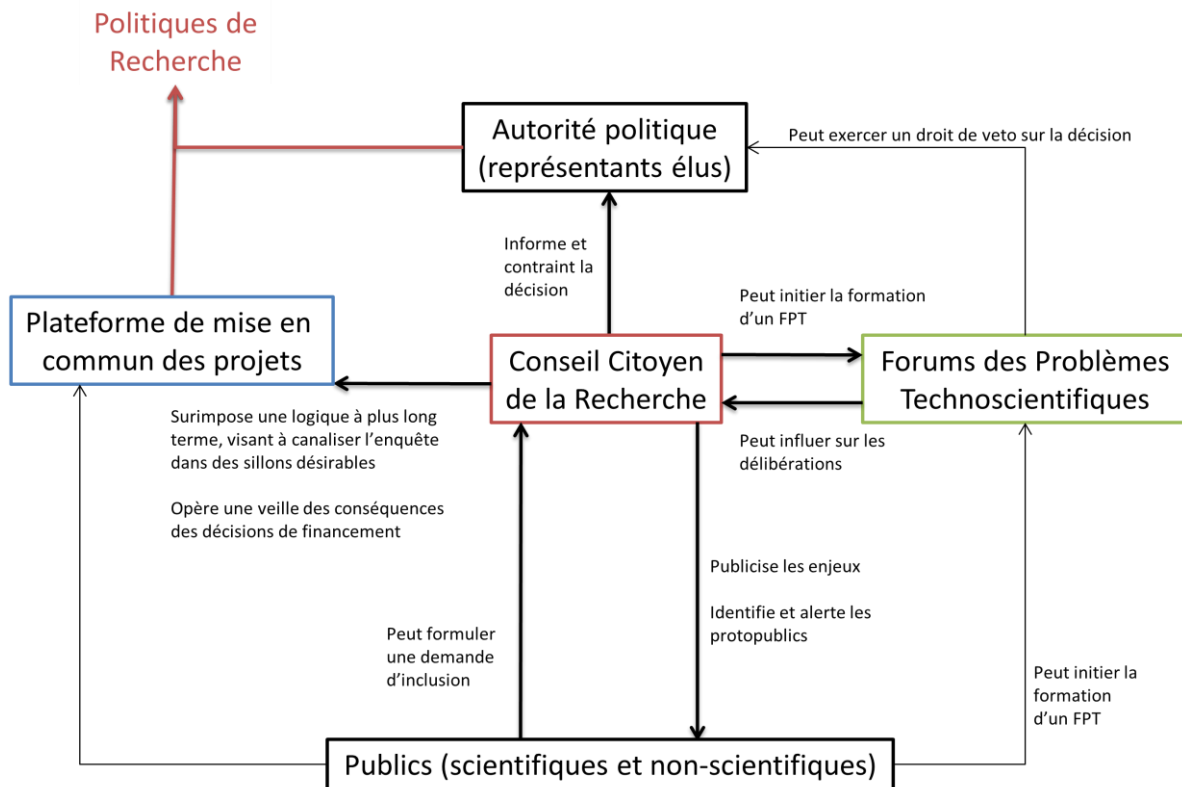 Politiques de
Recherche
Autorité politique
(représentants élus)
Peut exercer un droit de veto sur la décision
Informe et
contraint la
décision
Peut initier la formation
d’un FPT
Plateforme de mise en
commun des projets
Conseil Citoyen
de la Recherche
Forums des Problèmes
Technoscientifiques
Surimpose une logique à plus long
terme, visant à canaliser l’enquête
dans des sillons désirables
Opère une veille des conséquences
des décisions de financement
Peut influer sur les
délibérations
Publicise les enjeux
Identifie et alerte les
protopublics
Peut formuler
une demande
d’inclusion
Peut initier la
formation
d’un FPT
Publics (scientifiques et non-scientifiques)